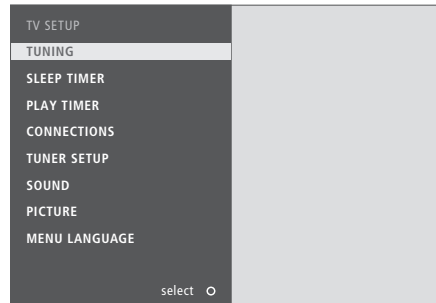 TV SETUP
TUNING
SLEEP TIMER
PLAY TIMER
CONNECTIONS
TUNER SETUP
SOUND
PICTURE
MENU LANGUAGE
select